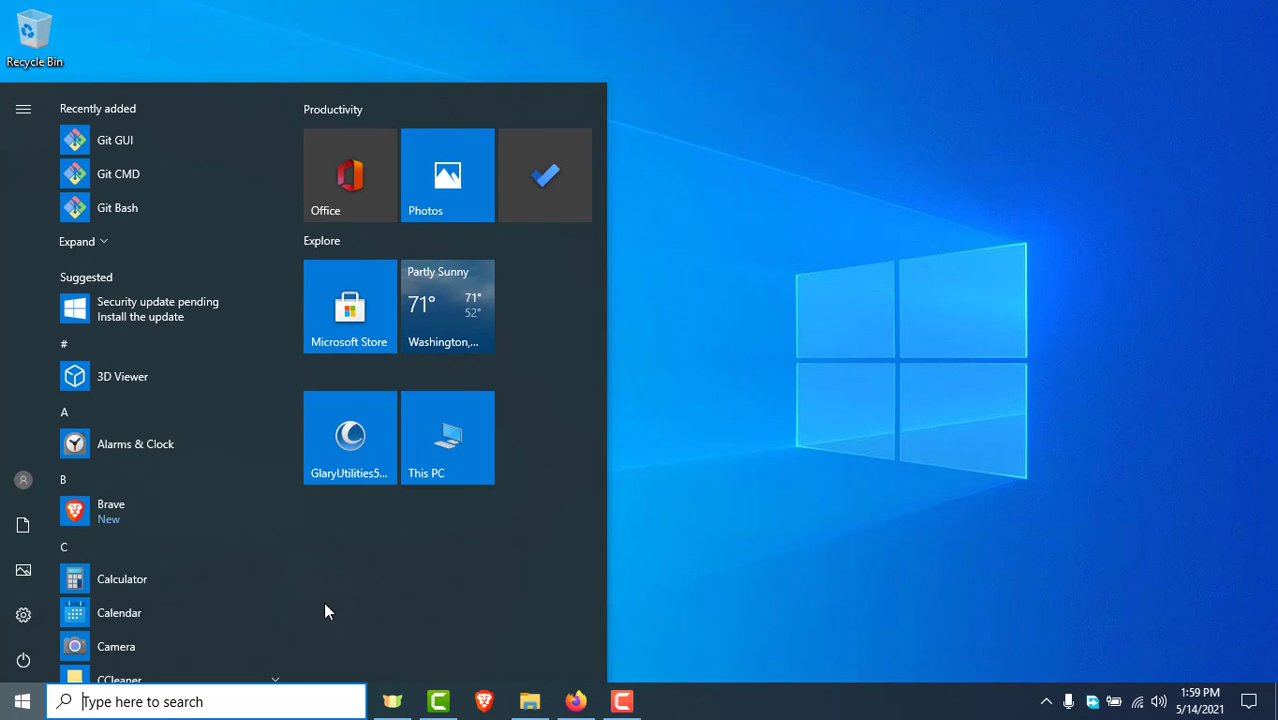 Recycle Bin
Recently added
Git GUI
Git CMD
Git Bash
Expand
Suggested
Security update pending
Install the update
#
3D Viewer
A
Alarms & Clock
B
Brave
New
C
Calculator
Calendar
Camera
CCleaner
Productivity
Office
Photos
Explore
Microsoft Store
Partly Sunny
71° 71°
52°
Washington,...
GlaryUtilities5...
This PC
Type here to search
1:59 PM
5/14/2021